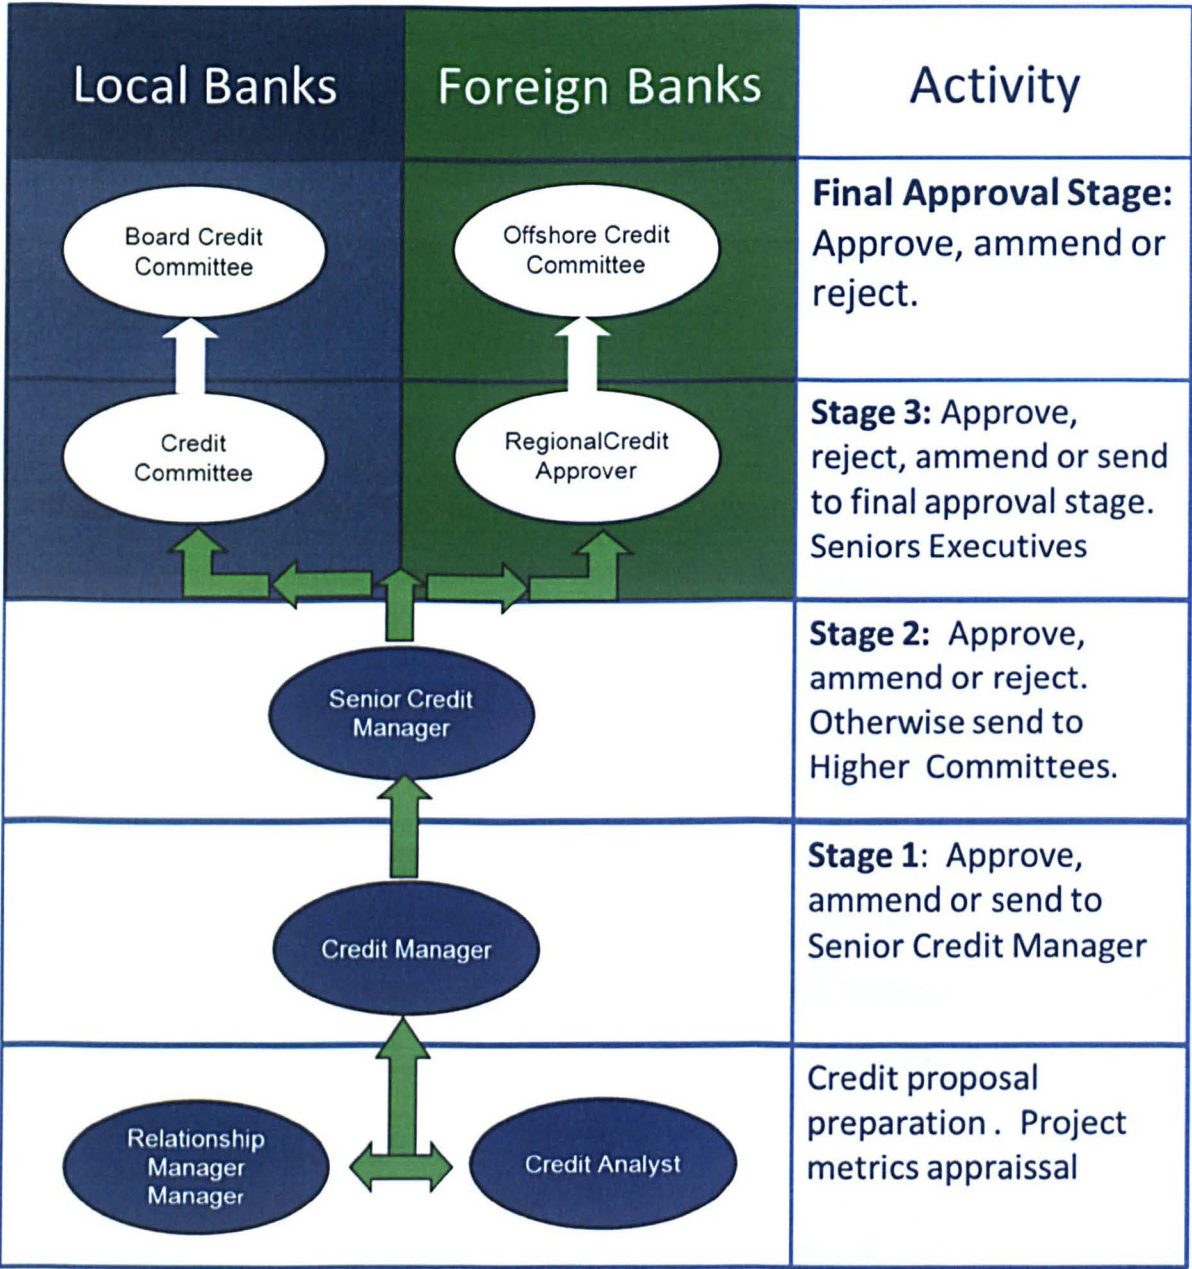 Local Banks
Foreign Banks
Activity
Board Credit
Committee
Offshore Credit
Committee
Final Approval Stage:
Approve, ammend or
reject.
Credit
Committee
RegionalCredit
Approver
Stage 3: Approve,
reject, ammend or send
to final approval stage.
Seniors Executives
Senior Credit
Manager
Stage 2: Approve,
ammend or reject.
Otherwise send to
Higher Committees.
Credit Manager
Stage 1: Approve,
ammend or send to
Senior Credit Manager
Relationship
Manager
Manager
Credit Analyst
Credit proposal
preparation . Project
metrics appraissal